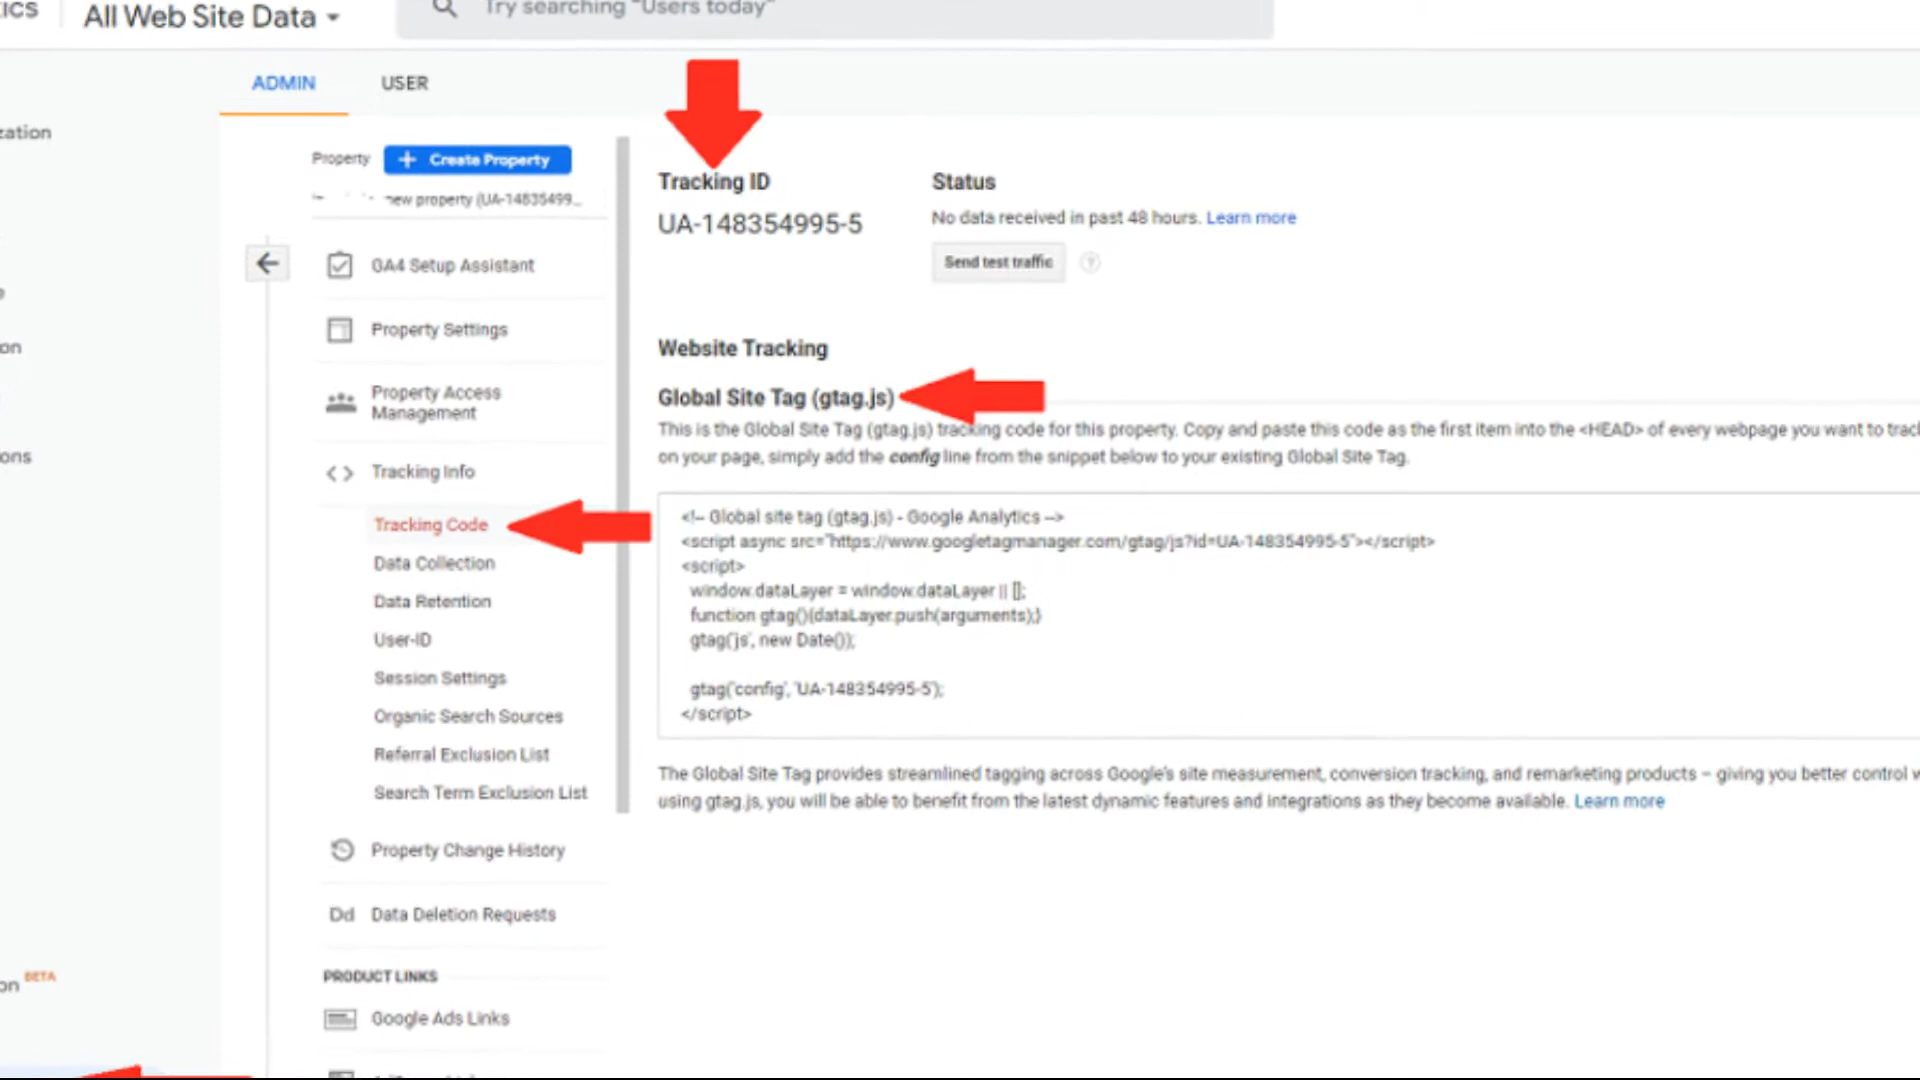 ICS
All Web Site Data
Try searching "Users today"
ADMIN
USER
zation
on
ons
on BETA
Property
+ Create Property
new property (UA-14835499...
GA4 Setup Assistant
Property Settings
Property Access
Management
Tracking Info
Tracking Code
Data Collection
Data Retention
User-ID
Session Settings
Organic Search Sources
Referral Exclusion List
Search Term Exclusion List
Property Change History
Dd Data Deletion Requests
PRODUCT LINKS
Google Ads Links
Tracking ID
UA-148354995-5
Status
No data received in past 48 hours. Learn more
Send test traffic ?
Website Tracking
Global Site Tag (gtag.js)
This is the Global Site Tag (gtag.js) tracking code for this property. Copy and paste this code as the first item into the <HEAD> of every webpage you want to track
on your page, simply add the config line from the snippet below to your existing Global Site Tag.
<!-- Global site tag (gtag.js) - Google Analytics -->
<script async src="https://www.googletagmanager.com/gtag/js?id=UA-148354995-5"></script>
<script>
window.dataLayer = window.dataLayer || [];
function gtag(){dataLayer.push(arguments);}
gtag('js', new Date());
gtag('config', 'UA-148354995-5');
</script>
The Global Site Tag provides streamlined tagging across Google's site measurement, conversion tracking, and remarketing products – giving you better control w
using gtag.js, you will be able to benefit from the latest dynamic features and integrations as they become available. Learn more